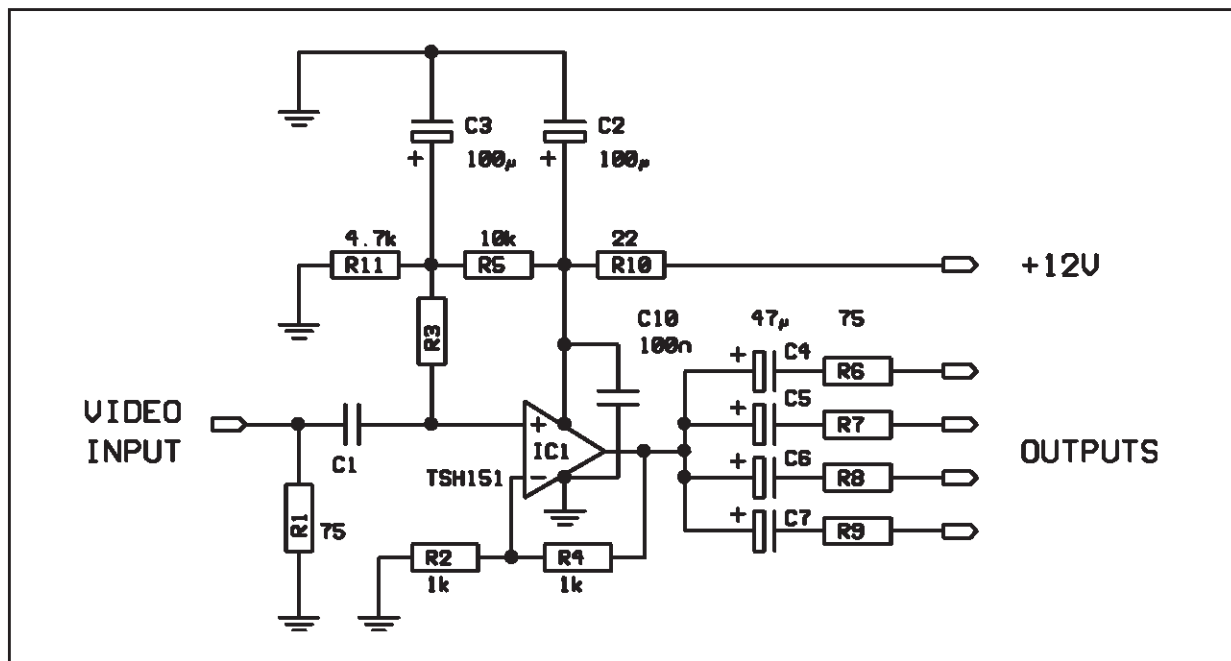 C3
C2
+
100µ
+
100µ
4.7k
10k
22
R11
R5
R10
+12V
C10
100n
47µ
75
R3
+
C4
R6
VIDEO
INPUT
C1
+
IC1
-
TSH151
+
C5
R7
OUTPUTS
+
C6
R8
+
C7
R9
R1
75
R2
1k
R4
1k